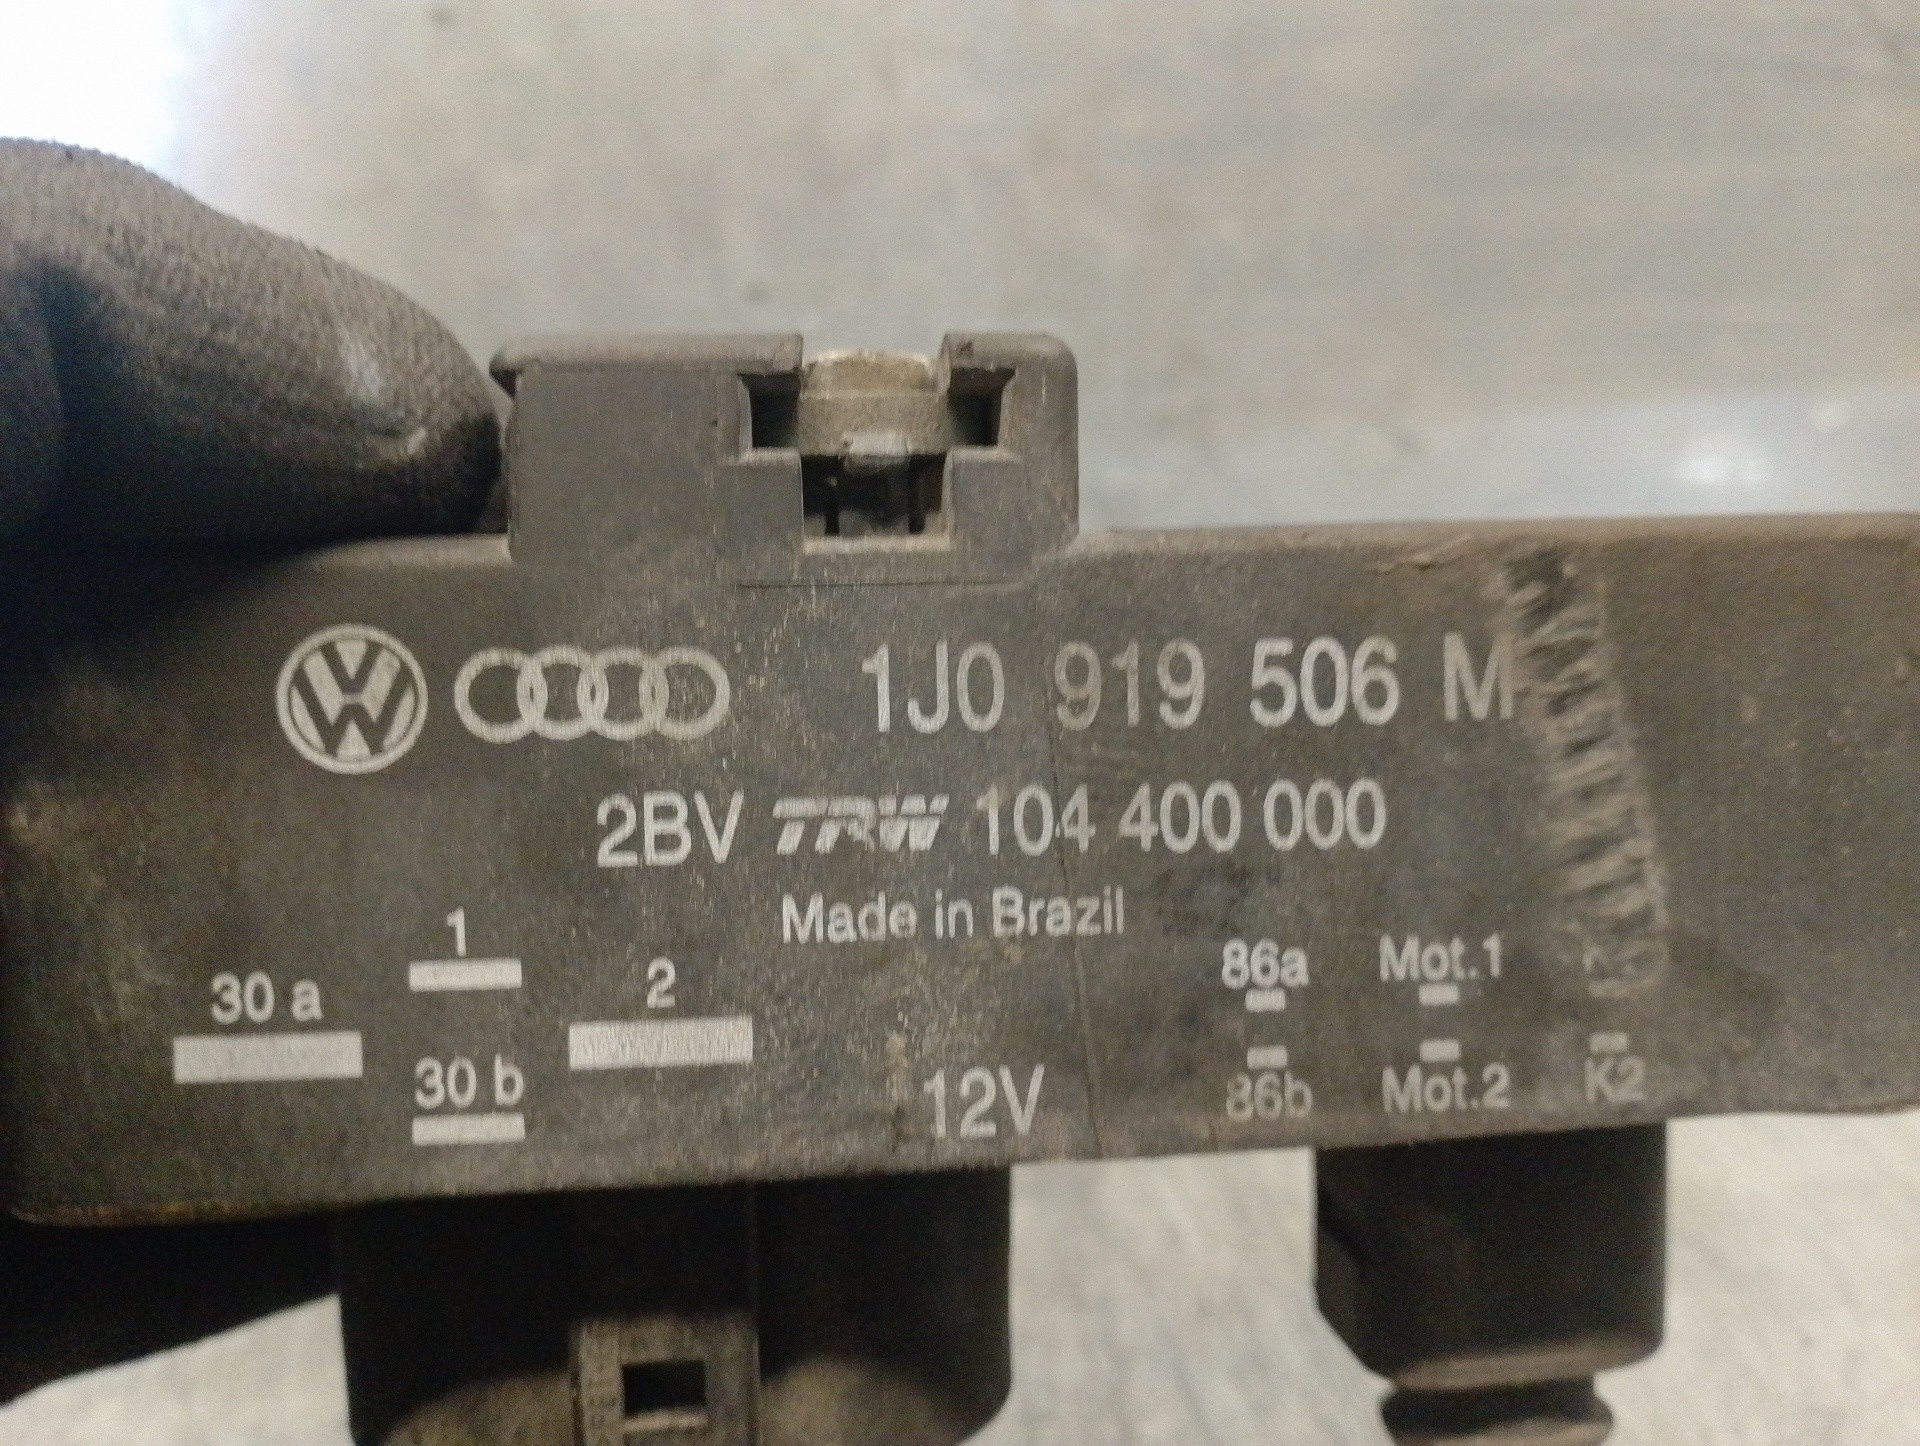 1J0 919 506 M
2BV TRW 104 400 000
Made in Brazil
1
30 a
2
86a Mot.1
30 b
12V
86b Mot.2 K2